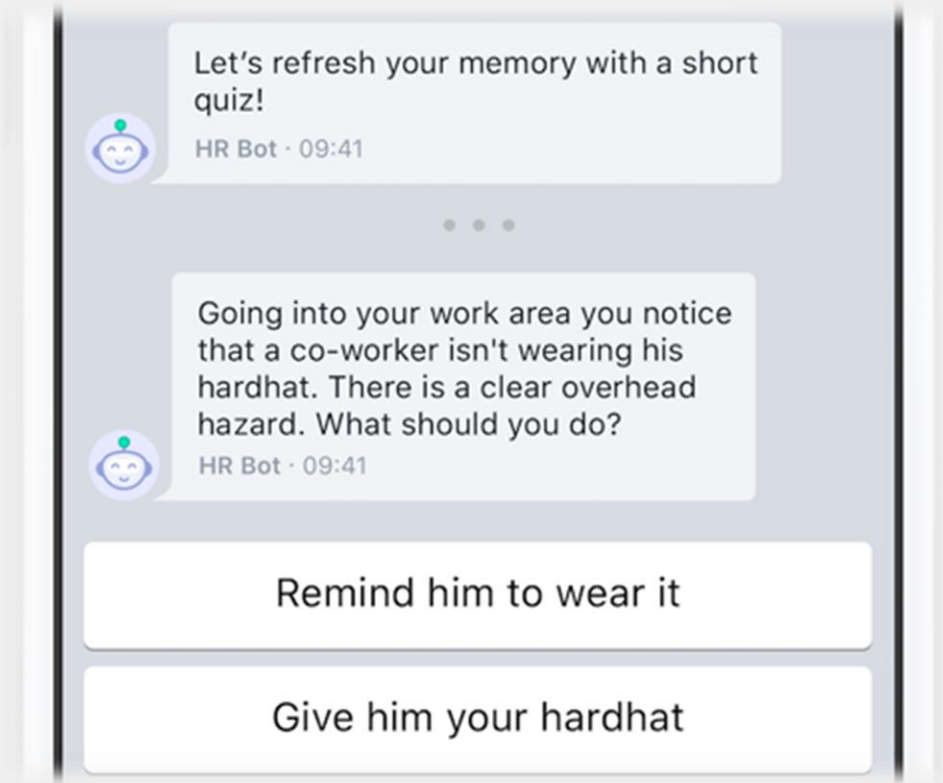 Let’s refresh your memory with a short
quiz!
HR Bot · 09:41
Going into your work area you notice
that a co-worker isn't wearing his
hardhat. There is a clear overhead
hazard. What should you do?
HR Bot · 09:41
Remind him to wear it
Give him your hardhat